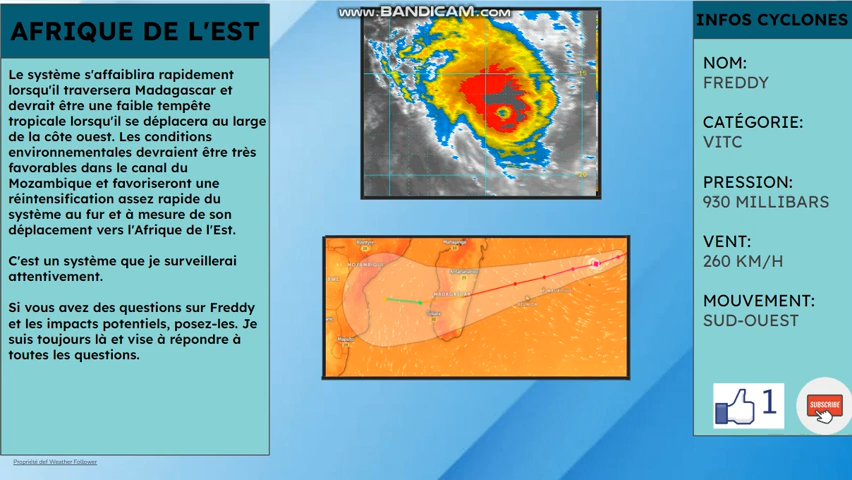 www.BANDICAM.com
AFRIQUE DE L'EST
Le système s'affaiblira rapidement
lorsqu'il traversera Madagascar et
devrait être une faible tempête
tropicale lorsqu'il se déplacera au large
de la côte ouest. Les conditions
environnementales devraient être très
favorables dans le canal du
Mozambique et favoriseront une
réintensification assez rapide du
système au fur et à mesure de son
déplacement vers l'Afrique de l'Est.
C'est un système que je surveillerai
attentivement.
Si vous avez des questions sur Freddy
et les impacts potentiels, posez-les. Je
suis toujours là et vise à répondre à
toutes les questions.
Propriété def Weather Follower
MOZAMBIQUE
MADAGASCAR
INFOS CYCLONES
NOM:
FREDDY
CATÉGORIE:
VITC
PRESSION:
930 MILLIBARS
VENT:
260 KM/H
MOUVEMENT:
SUD-OUEST
1
SUBSCRIBE